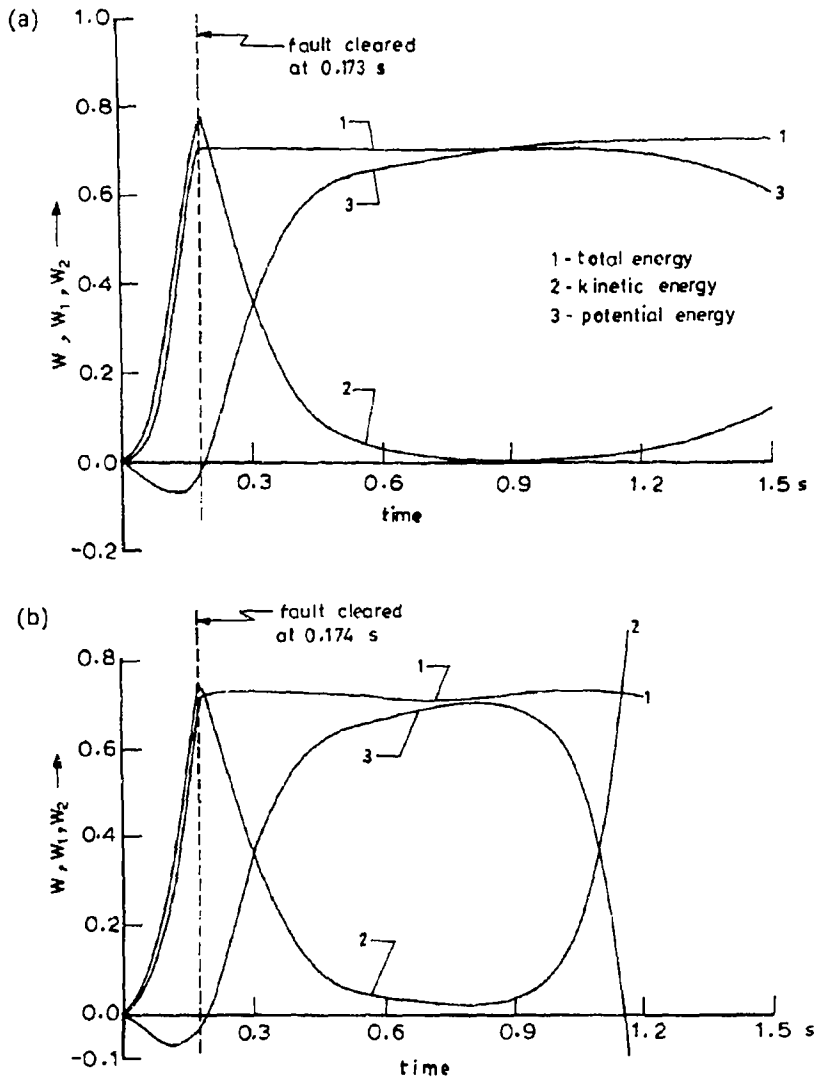 (a)
1.0
fault cleared
at 0.173 s
0.8
1
1
0.6
3
3
1 - total energy
2 - kinetic energy
3 - potential energy
W , W₁ , W₂
0.4
0.2
2
2
0.0
0.3
0.6
0.9
1.2
1.5 s
time
-0.2
(b)
fault cleared
at 0.174 s
2
0.8
1
1
0.6
3
W , W₁ , W₂
0.4
0.2
2
0.0
0.3
0.6
0.9
1.2
1.5 s
-0.1
time